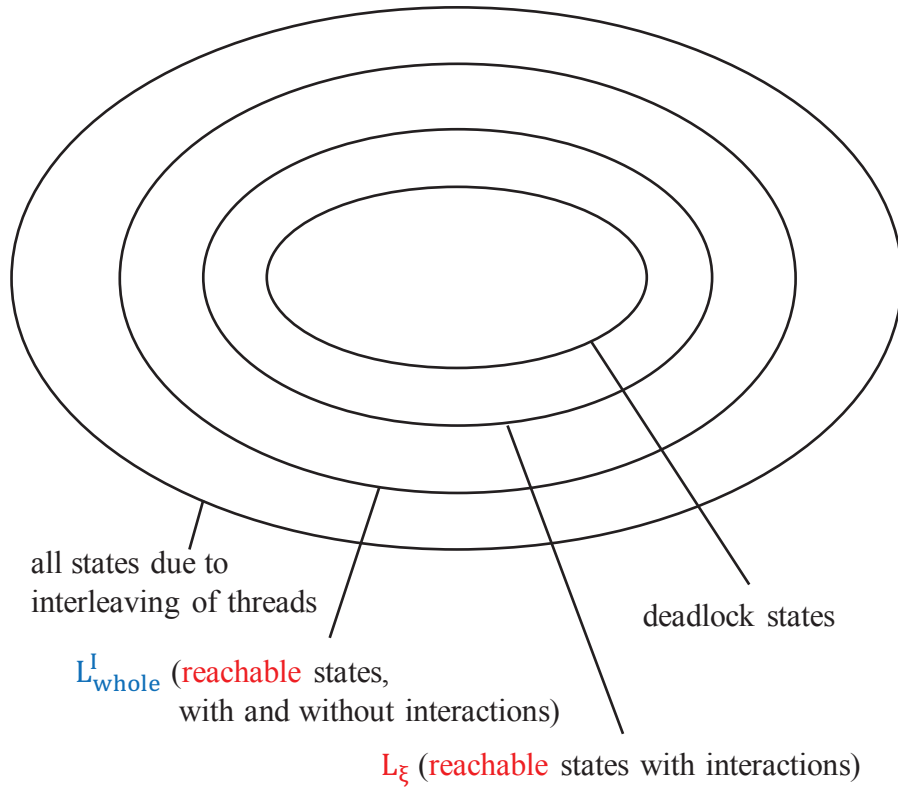 all states due to
interleaving of threads
deadlock states
L^I_whole (reachable states,
with and without interactions)
L_ξ (reachable states with interactions)